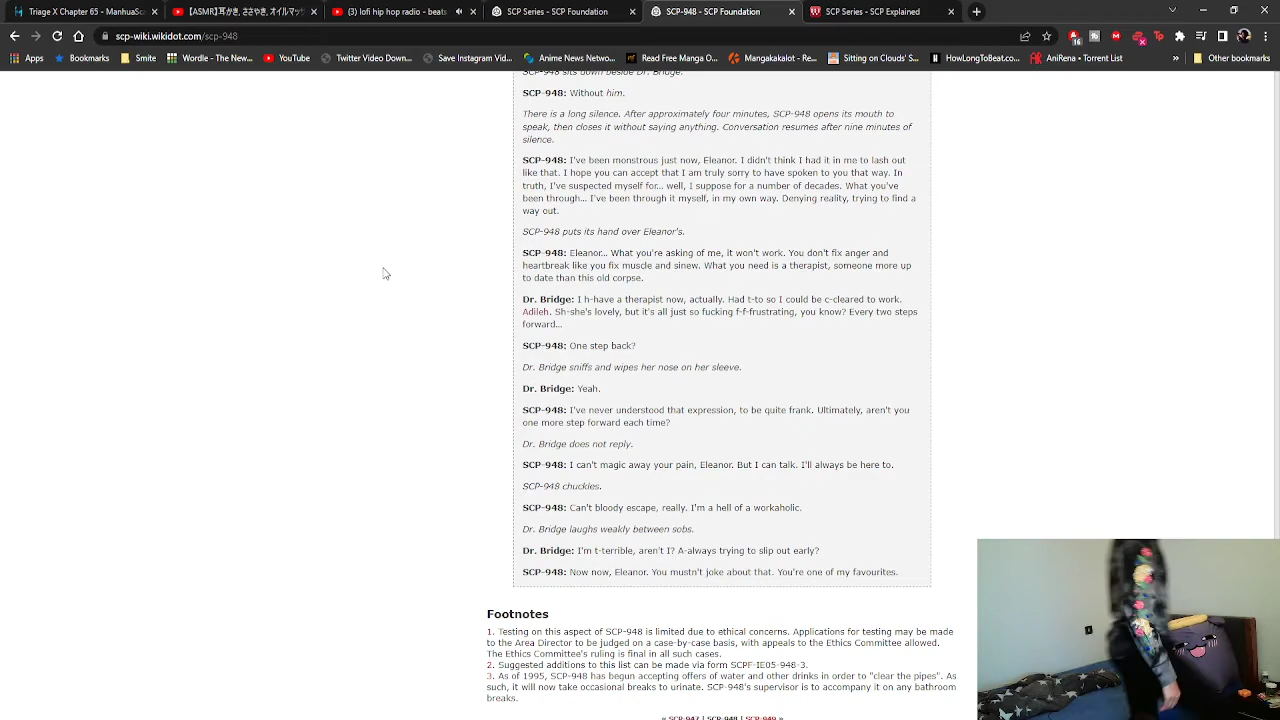 Triage X Chapter 65 - ManhuaSca
【ASMR】耳かき、ささやき、オイルマッサ
(3) lofi hip hop radio - beats
SCP Series - SCP Foundation
SCP-948 - SCP Foundation
SCP Series - SCP Explained
scp-wiki.wikidot.com/scp-948
16
Apps
Bookmarks
Smite
Wordle - The New...
YouTube
Twitter Video Down...
Save Instagram Vid...
Anime News Networ...
Read Free Manga O...
Mangakakalot - Re...
Sitting on Clouds' S...
HowLongToBeat.co...
AniRena | Torrent List
»
Other bookmarks
SCP-948 sits down beside Dr. Bridge.
SCP-948: Without him.
There is a long silence. After approximately four minutes, SCP-948 opens its mouth to
speak, then closes it without saying anything. Conversation resumes after nine minutes of
silence.
SCP-948: I've been monstrous just now, Eleanor. I didn't think I had it in me to lash out
like that. I hope you can accept that I am truly sorry to have spoken to you that way. In
truth, I've suspected myself for... well, I suppose for a number of decades. What you've
been through... I've been through it myself, in my own way. Denying reality, trying to find a
way out.
SCP-948 puts its hand over Eleanor's.
SCP-948: Eleanor... What you're asking of me, it won't work. You don't fix anger and
heartbreak like you fix muscle and sinew. What you need is a therapist, someone more up
to date than this old corpse.
Dr. Bridge: I h-have a therapist now, actually. Had t-to so I could be c-cleared to work.
Adileh. Sh-she's lovely, but it's all just so fucking f-f-frustrating, you know? Every two steps
forward...
SCP-948: One step back?
Dr. Bridge sniffs and wipes her nose on her sleeve.
Dr. Bridge: Yeah.
SCP-948: I've never understood that expression, to be quite frank. Ultimately, aren't you
one more step forward each time?
Dr. Bridge does not reply.
SCP-948: I can't magic away your pain, Eleanor. But I can talk. I'll always be here to.
SCP-948 chuckles.
SCP-948: Can't bloody escape, really. I'm a hell of a workaholic.
Dr. Bridge laughs weakly between sobs.
Dr. Bridge: I'm t-terrible, aren't I? A-always trying to slip out early?
SCP-948: Now now, Eleanor. You mustn't joke about that. You're one of my favourites.
Footnotes
1. Testing on this aspect of SCP-948 is limited due to ethical concerns. Applications for testing may be made
to the Area Director to be judged on a case-by-case basis, with appeals to the Ethics Committee allowed.
The Ethics Committee's ruling is final in all such cases.
2. Suggested additions to this list can be made via form SCPF-IE05-948-3.
3. As of 1995, SCP-948 has begun accepting offers of water and other drinks in order to "clear the pipes". As
such, it will now take occasional breaks to urinate. SCP-948's supervisor is to accompany it on any bathroom
breaks.
« SCP-947 | SCP-948 | SCP-949 »